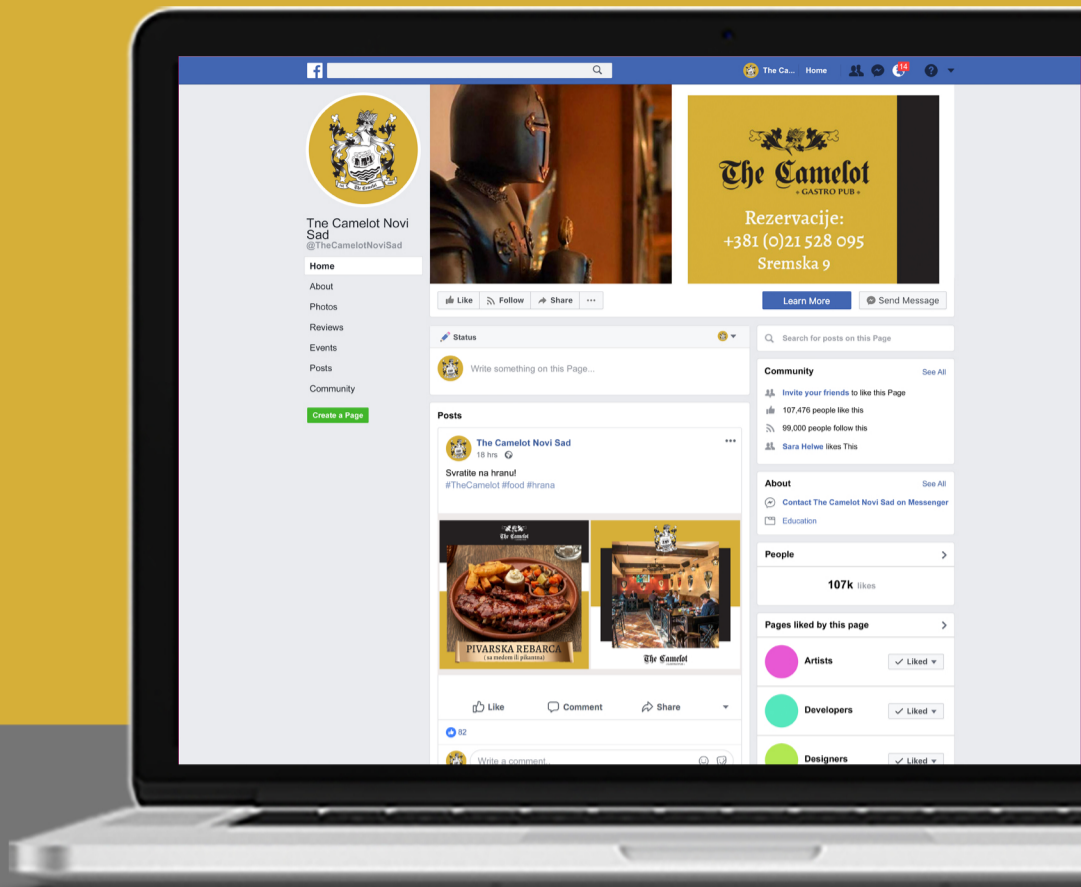 f
The Ca... Home 14 ?
Tne Camelot Novi
Sad
@TheCamelotNoviSad
Home
About
Photos
Reviews
Events
Posts
Community
Create a Page
The Camelot
GASTRO PUB
Rezervacije:
+381 (0)21 528 095
Sremska 9
Like Follow Share ...
Learn More Send Message
Status
Write something on this Page...
Posts
The Camelot Novi Sad
18 hrs
Svratite na hranu!
#TheCamelot #food #hrana
The Camelot
PIVARSKA REBARCA
( sa medom ili pikantna)
The Camelot
Like Comment Share
82
Write a comment..
Search for posts on this Page
Community See All
Invite your friends to like this Page
107,476 people like this
99,000 people follow this
Sara Helwe likes This
About See All
Contact The Camelot Novi Sad on Messenger
Education
People
107k likes
Pages liked by this page
Artists Liked
Developers Liked
Designers Liked